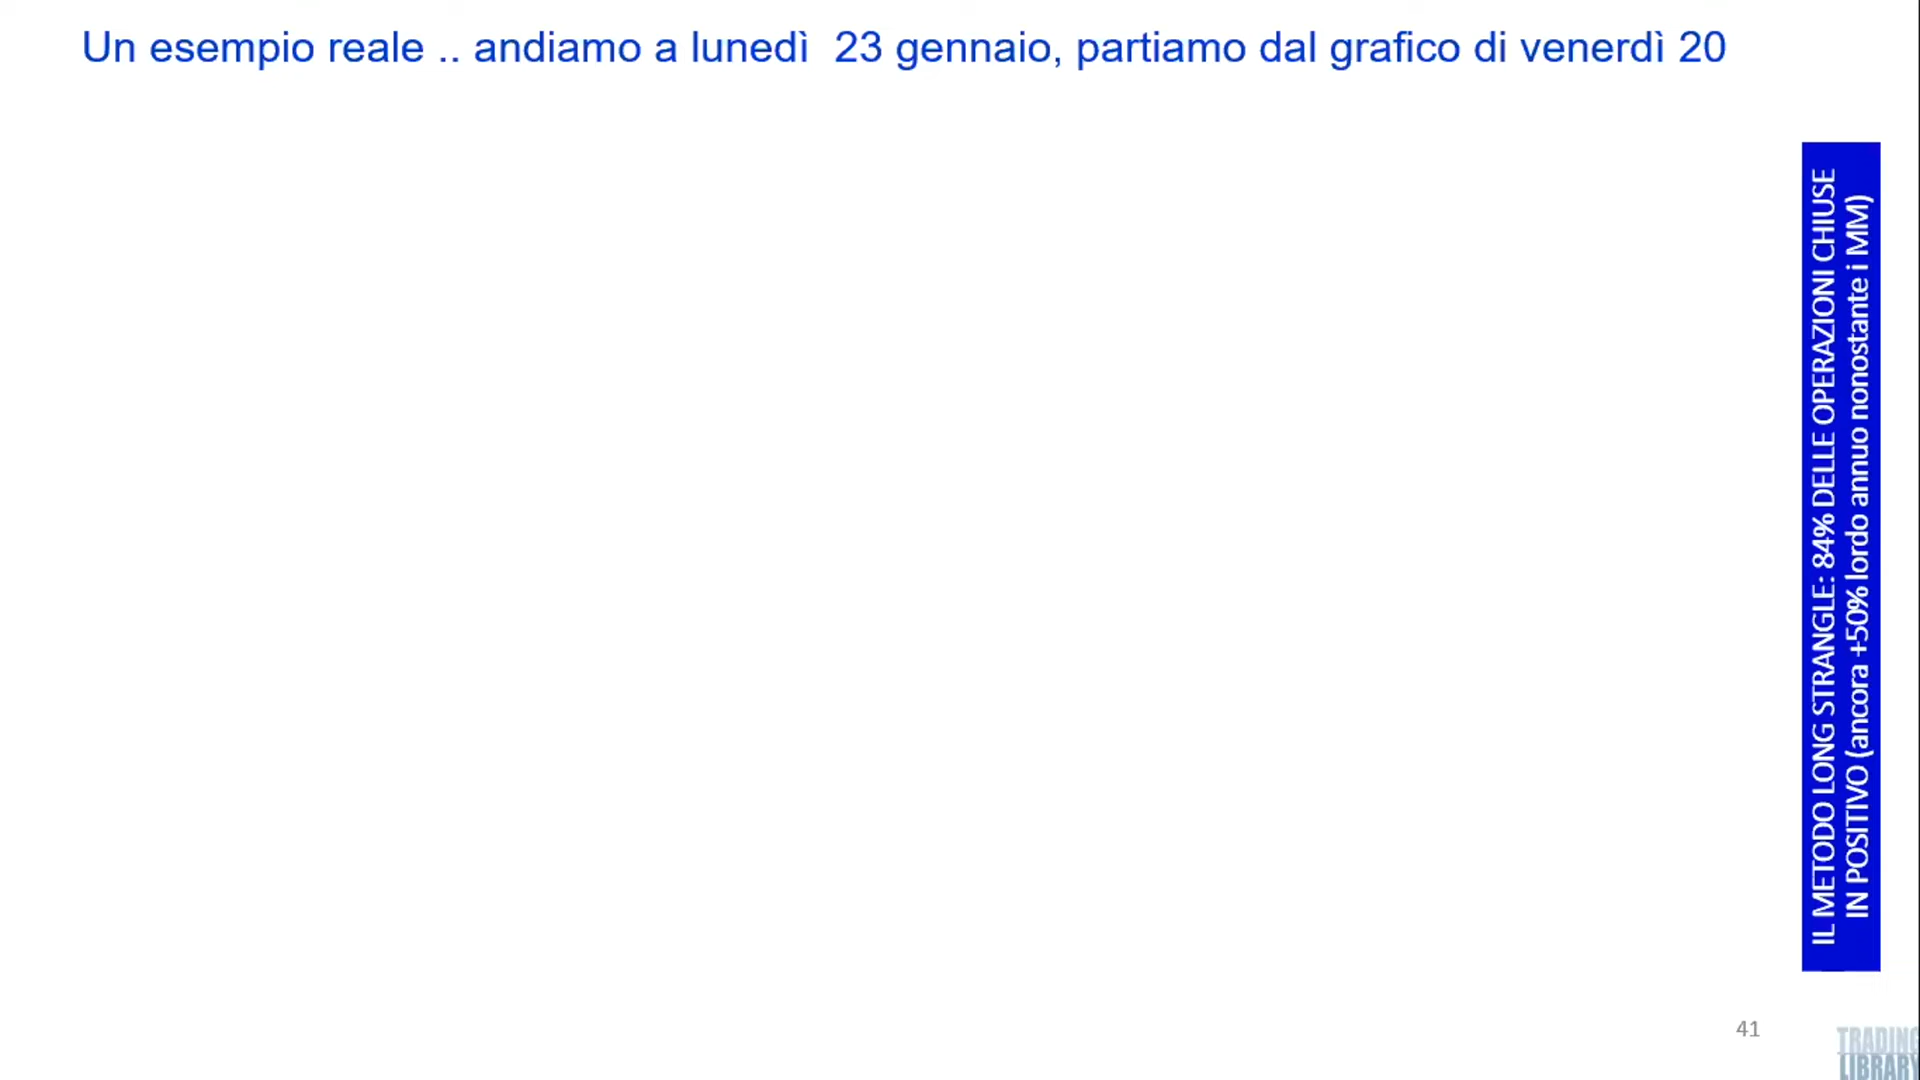 Un esempio reale .. andiamo a lunedì  23 gennaio, partiamo dal grafico di venerdì 20
IL METODO LONG STRANGLE: 84% DELLE OPERAZIONI CHIUSE
IN POSITIVO (ancora +50% lordo annuo nonostante i MM)
41
TRADING
LIBRARY